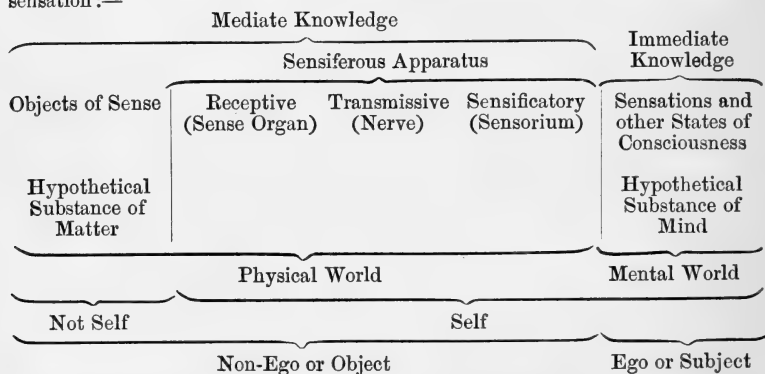 sensation:—
Mediate Knowledge
Immediate
Sensiferous Apparatus
Knowledge
Objects of Sense Receptive Transmissive Sensificatory Sensations and
(Sense Organ) (Nerve) (Sensorium) other States of
Consciousness
Hypothetical Hypothetical
Substance of Substance of
Matter Mind
Physical World Mental World
Not Self Self
Non-Ego or Object Ego or Subject